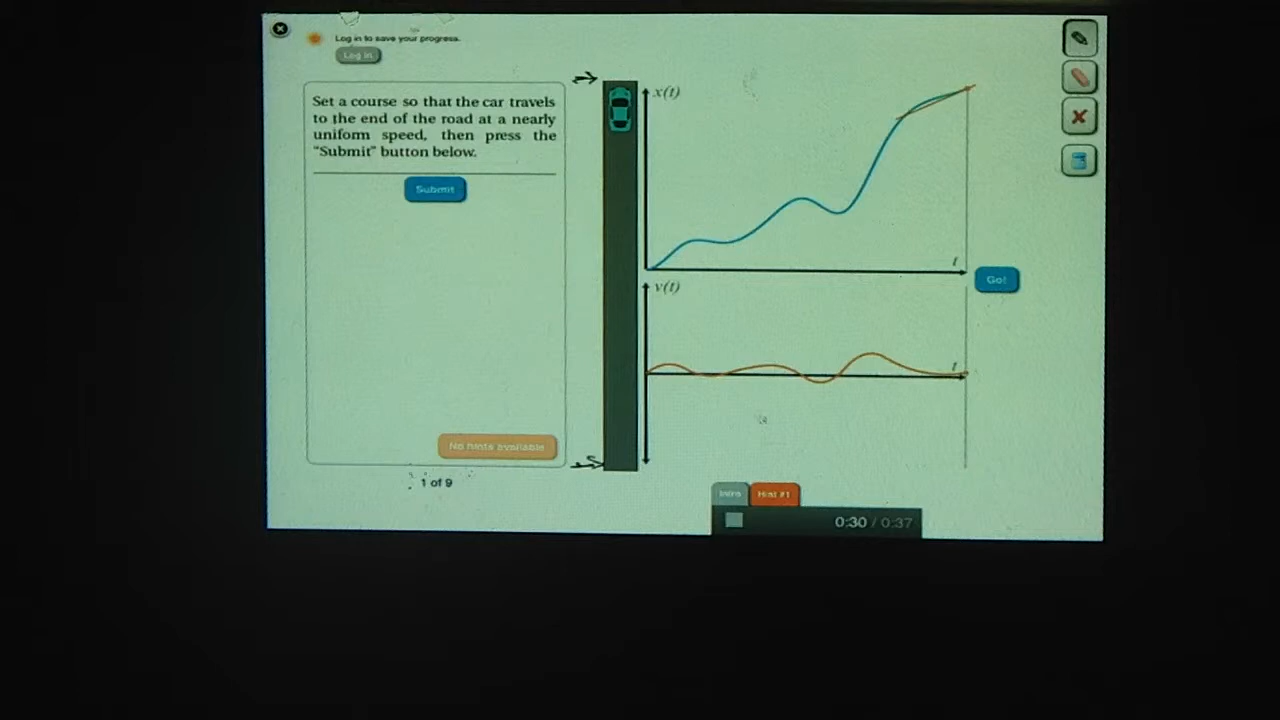 Log in to save your progress.
Log in
Set a course so that the car travels
to the end of the road at a nearly
uniform speed, then press the
"Submit" button below.
Submit
No hints available
1 of 9
x(t)
t
Go!
v(t)
t
Intro
Hint #1
0:30 / 0:37